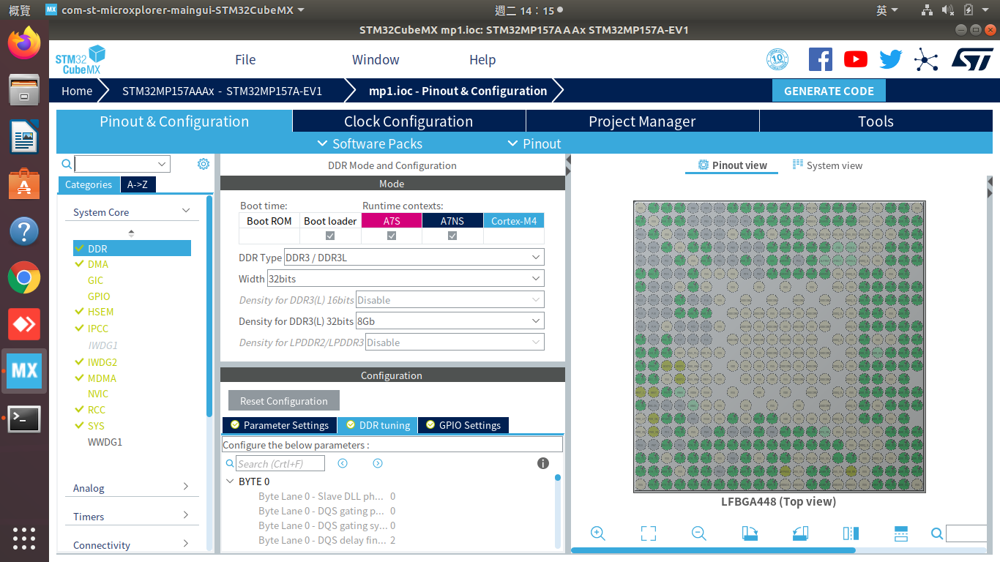 概覽
MX com-st-microxplorer-maingui-STM32CubeMX
週二 14：15
英
STM32CubeMX mp1.ioc: STM32MP157AAAx STM32MP157A-EV1
STM32
CubeMX
File
Window
Help
10
Home
STM32MP157AAAx - STM32MP157A-EV1
mp1.ioc - Pinout & Configuration
GENERATE CODE
Pinout & Configuration
Clock Configuration
Project Manager
Tools
Software Packs
Pinout
Categories
A->Z
System Core
DDR
DMA
GIC
GPIO
HSEM
IPCC
IWDG1
IWDG2
MDMA
NVIC
RCC
SYS
WWDG1
Analog
Timers
Connectivity
DDR Mode and Configuration
Mode
Boot time:
Runtime contexts:
Boot ROM
Boot loader
A7S
A7NS
Cortex-M4
DDR Type DDR3 / DDR3L
Width 32bits
Density for DDR3(L) 16bits Disable
Density for DDR3(L) 32bits 8Gb
Density for LPDDR2/LPDDR3 Disable
Configuration
Reset Configuration
Parameter Settings
DDR tuning
GPIO Settings
Configure the below parameters :
Search (Crtl+F)
BYTE 0
Byte Lane 0 - Slave DLL ph... 0
Byte Lane 0 - DQS gating p... 0
Byte Lane 0 - DQS gating sy... 0
Byte Lane 0 - DQS delay fin... 2
Pinout view
System view
LFBGA448 (Top view)
MX